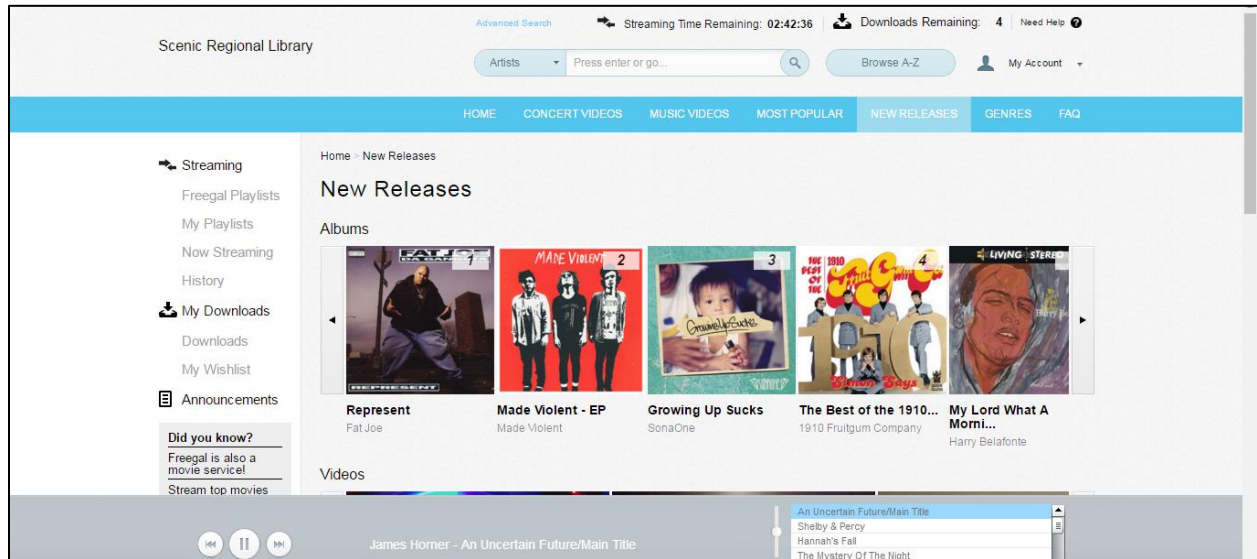 Advanced Search
Streaming Time Remaining: 02:42:36
Downloads Remaining: 4
Need Help
Scenic Regional Library
Artists
Press enter or go...
Browse A-Z
My Account
HOME CONCERT VIDEOS MUSIC VIDEOS MOST POPULAR NEW RELEASES GENRES FAQ
Streaming
Freegal Playlists
My Playlists
Now Streaming
History
My Downloads
Downloads
My Wishlist
Announcements
Did you know?
Freegal is also a
movie service!
Stream top movies
Home > New Releases
New Releases
Albums
FAT JOE
DA GANGSTA
1
REPRESENT
MADE VIOLENT
2
3
GrowingUpSucks
THE 1910
BEST
OF
THE
4
Fruit Gum Co
1910
Simon Says
LIVING STEREO
Represent
Fat Joe
Made Violent - EP
Made Violent
Growing Up Sucks
SonaOne
The Best of the 1910...
1910 Fruitgum Company
My Lord What A
Morni...
Harry Belafonte
Videos
James Horner - An Uncertain Future/Main Title
An Uncertain Future/Main Title
Shelby & Percy
Hannah's Fall
The Mystery Of The Night